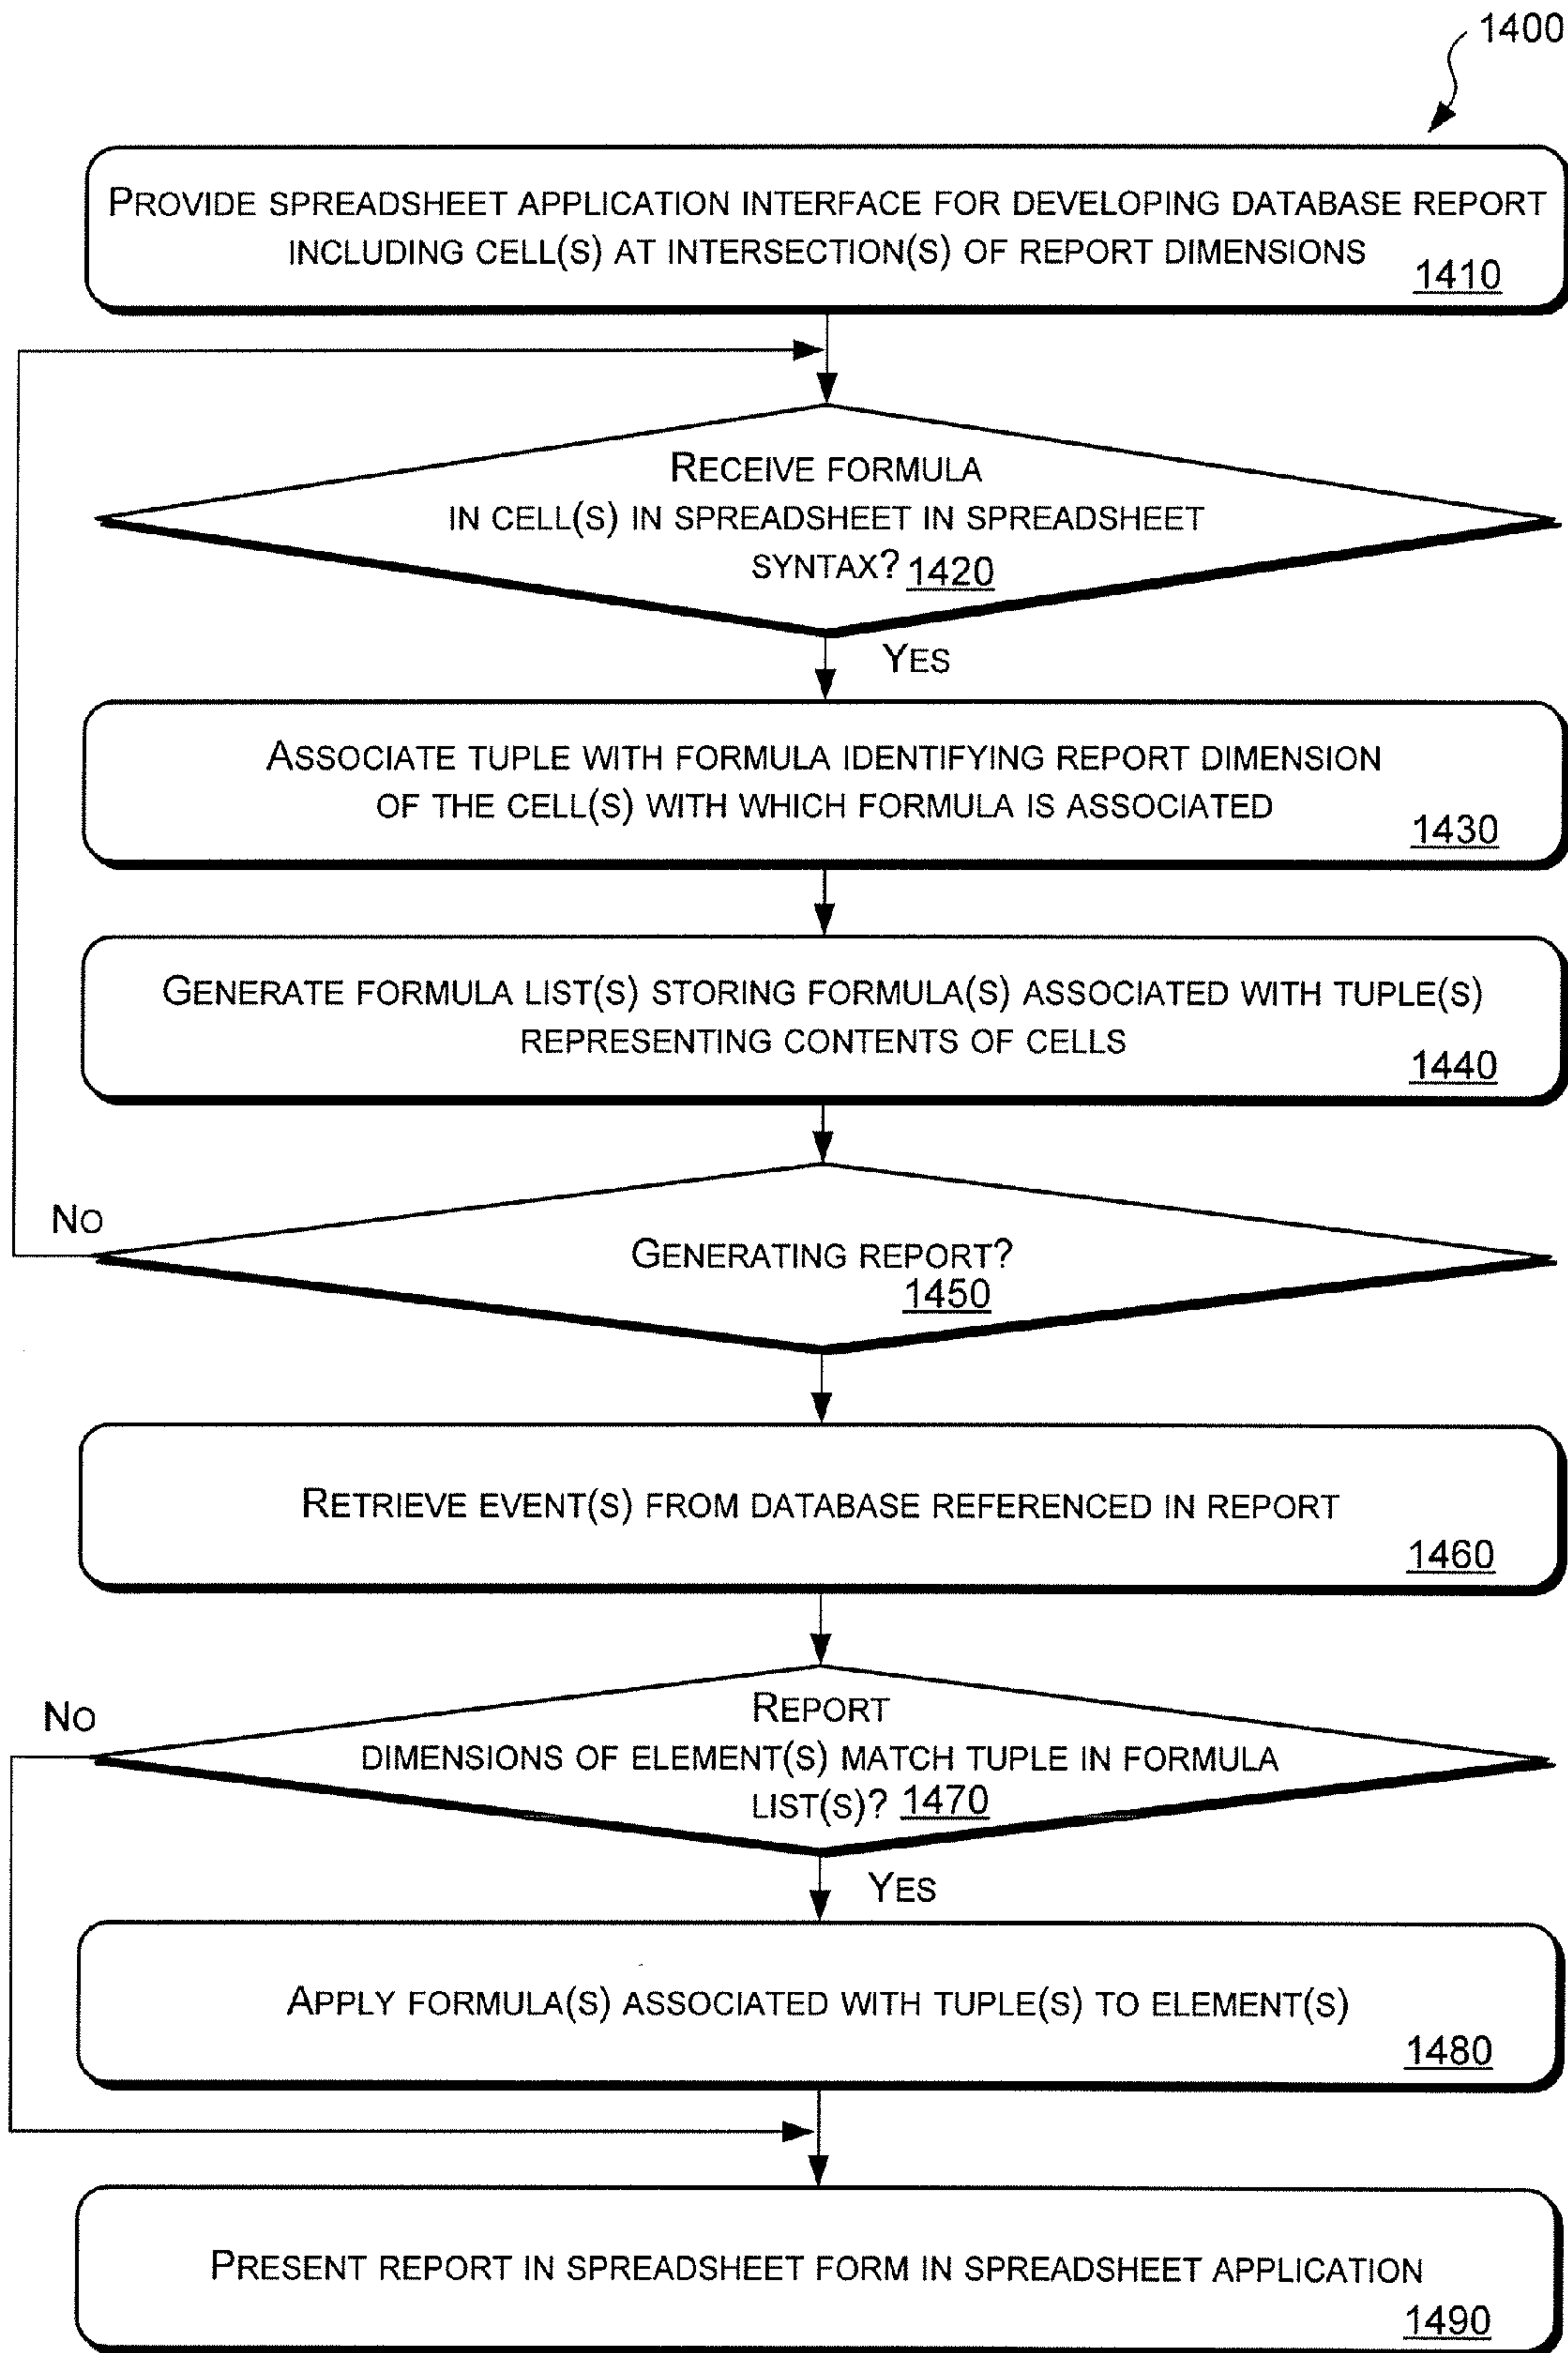 1400
PROVIDE SPREADSHEET APPLICATION INTERFACE FOR DEVELOPING DATABASE REPORT
INCLUDING CELL(S) AT INTERSECTION(S) OF REPORT DIMENSIONS
1410
RECEIVE FORMULA
IN CELL(S) IN SPREADSHEET IN SPREADSHEET
SYNTAX? 1420
YES
ASSOCIATE TUPLE WITH FORMULA IDENTIFYING REPORT DIMENSION
OF THE CELL(S) WITH WHICH FORMULA IS ASSOCIATED
1430
GENERATE FORMULA LIST(S) STORING FORMULA(S) ASSOCIATED WITH TUPLE(S)
REPRESENTING CONTENTS OF CELLS
1440
NO
GENERATING REPORT?
1450
RETRIEVE EVENT(S) FROM DATABASE REFERENCED IN REPORT
1460
NO
REPORT
DIMENSIONS OF ELEMENT(S) MATCH TUPLE IN FORMULA
LIST(S)? 1470
YES
APPLY FORMULA(S) ASSOCIATED WITH TUPLE(S) TO ELEMENT(S)
1480
PRESENT REPORT IN SPREADSHEET FORM IN SPREADSHEET APPLICATION
1490